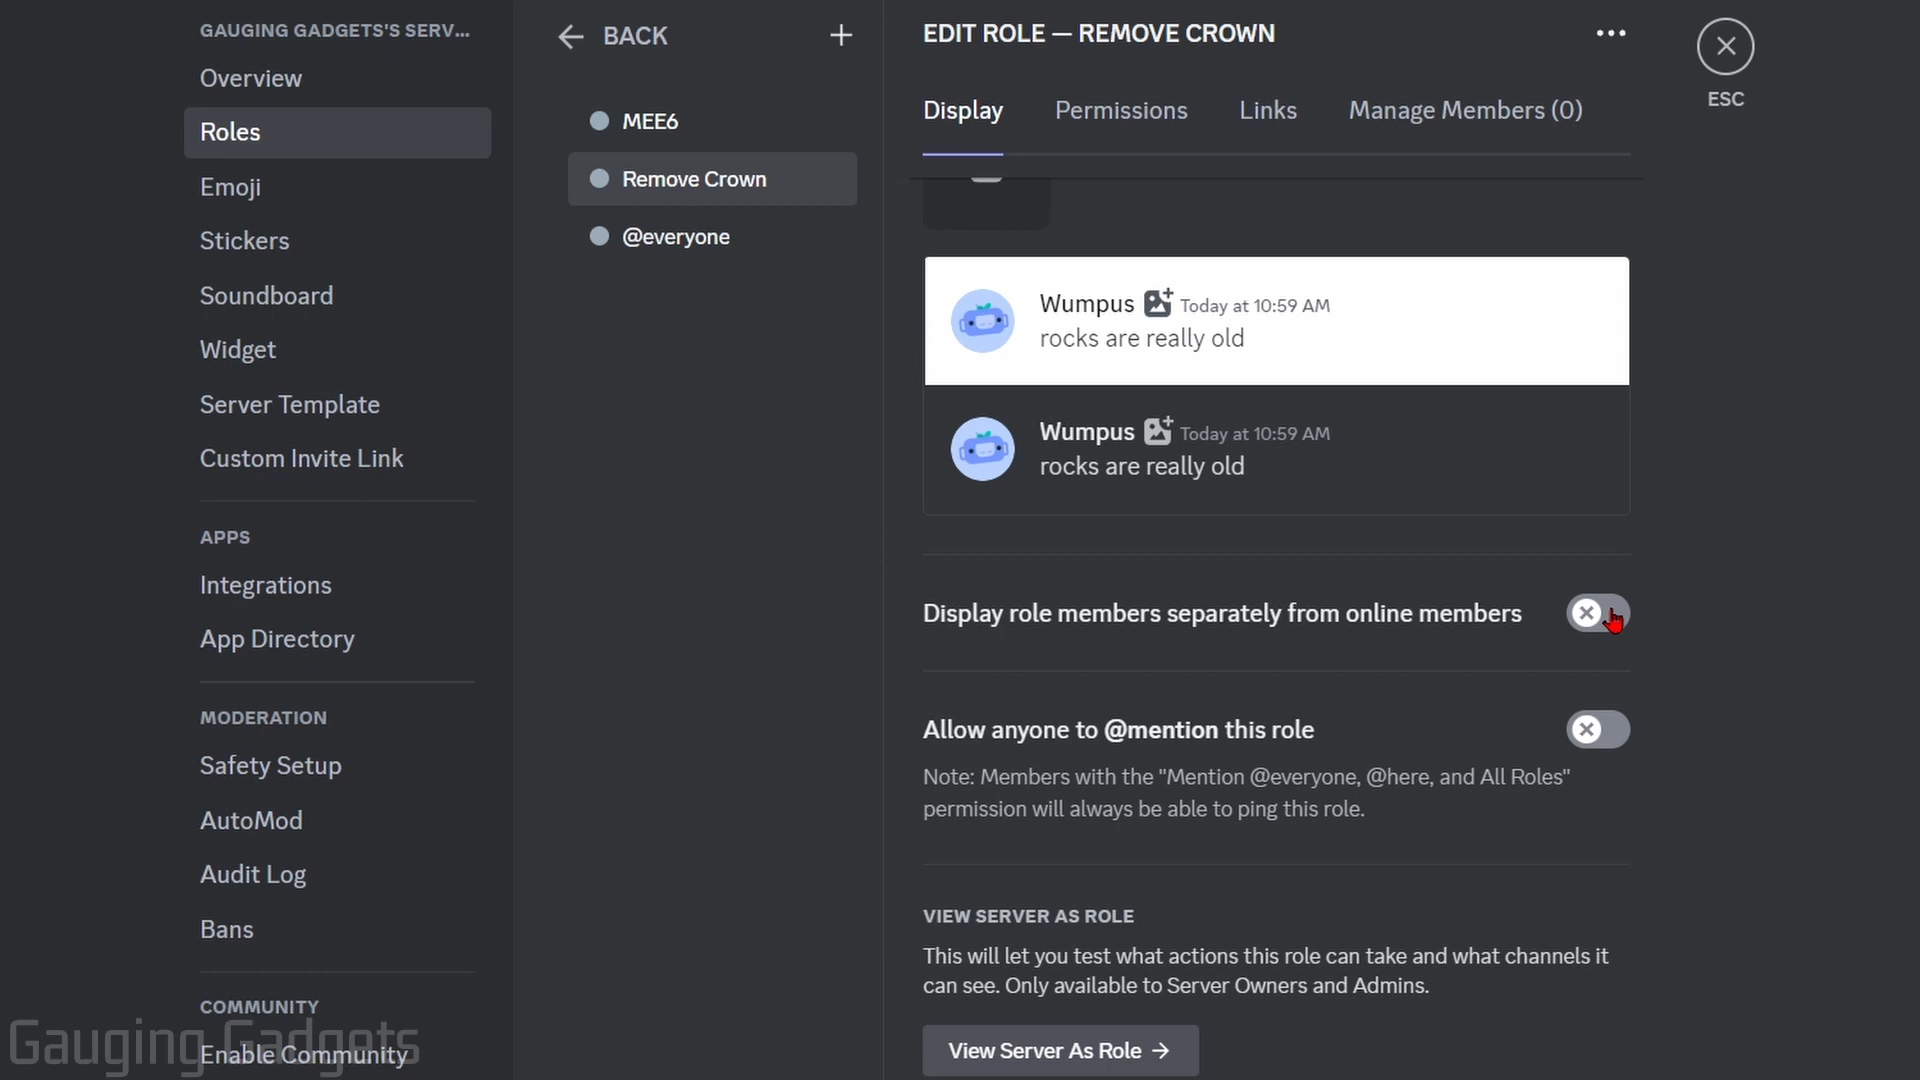 GAUGING GADGETS'S SERV...
Overview
Roles
Emoji
Stickers
Soundboard
Widget
Server Template
Custom Invite Link
APPS
Integrations
App Directory
MODERATION
Safety Setup
AutoMod
Audit Log
Bans
COMMUNITY
Enable Community
Gauging Gadgets
BACK
MEE6
Remove Crown
@everyone
EDIT ROLE — REMOVE CROWN
ESC
Display Permissions Links Manage Members (0)
Wumpus Today at 10:59 AM
rocks are really old
Wumpus Today at 10:59 AM
rocks are really old
Display role members separately from online members
Allow anyone to @mention this role
Note: Members with the "Mention @everyone, @here, and All Roles"
permission will always be able to ping this role.
VIEW SERVER AS ROLE
This will let you test what actions this role can take and what channels it
can see. Only available to Server Owners and Admins.
View Server As Role →